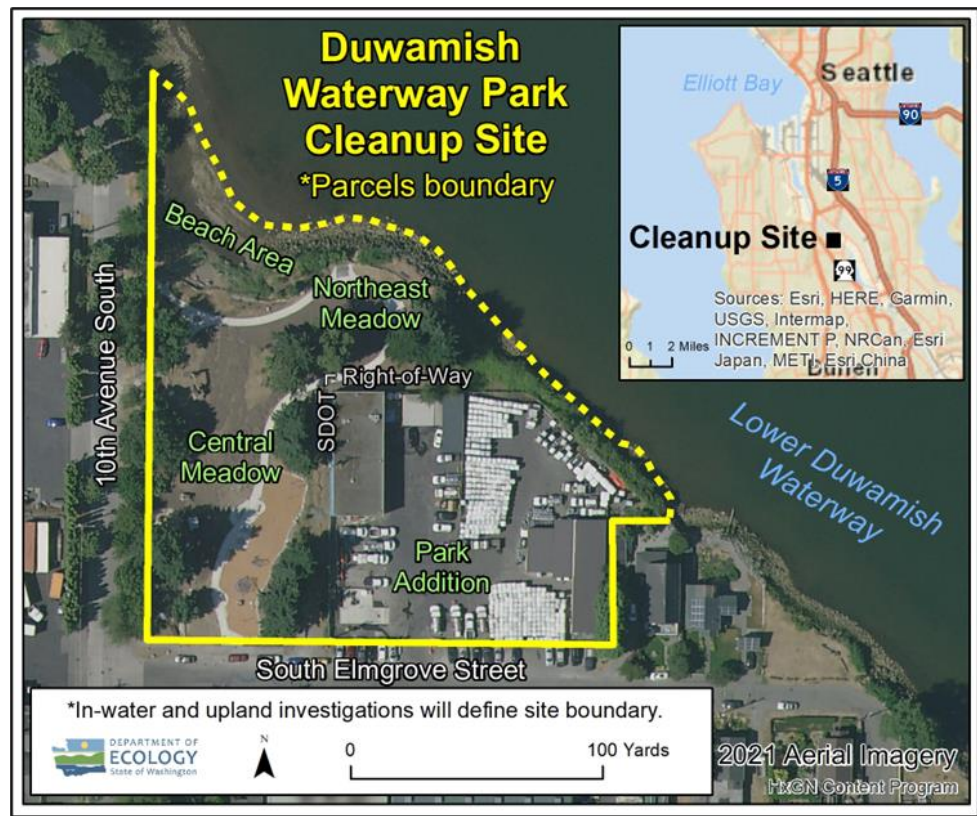 Duwamish
Waterway Park
Cleanup Site
*Parcels boundary
Elliott Bay
Seattle
90
5
Cleanup Site
99
Sources: Esri, HERE, Garmin,
USGS, Intermap,
INCREMENT P, NRCan, Esri
Japan, METI, Esri China
0 1 2 Miles
Beach Area
Northeast
Meadow
10th Avenue South
Right-of-Way
SDOT
Central
Meadow
Park
Addition
Lower Duwamish
Waterway
South Elmgrove Street
*In-water and upland investigations will define site boundary.
DEPARTMENT OF
ECOLOGY
State of Washington
N
0 100 Yards
2021 Aerial Imagery
HxGN Content Program